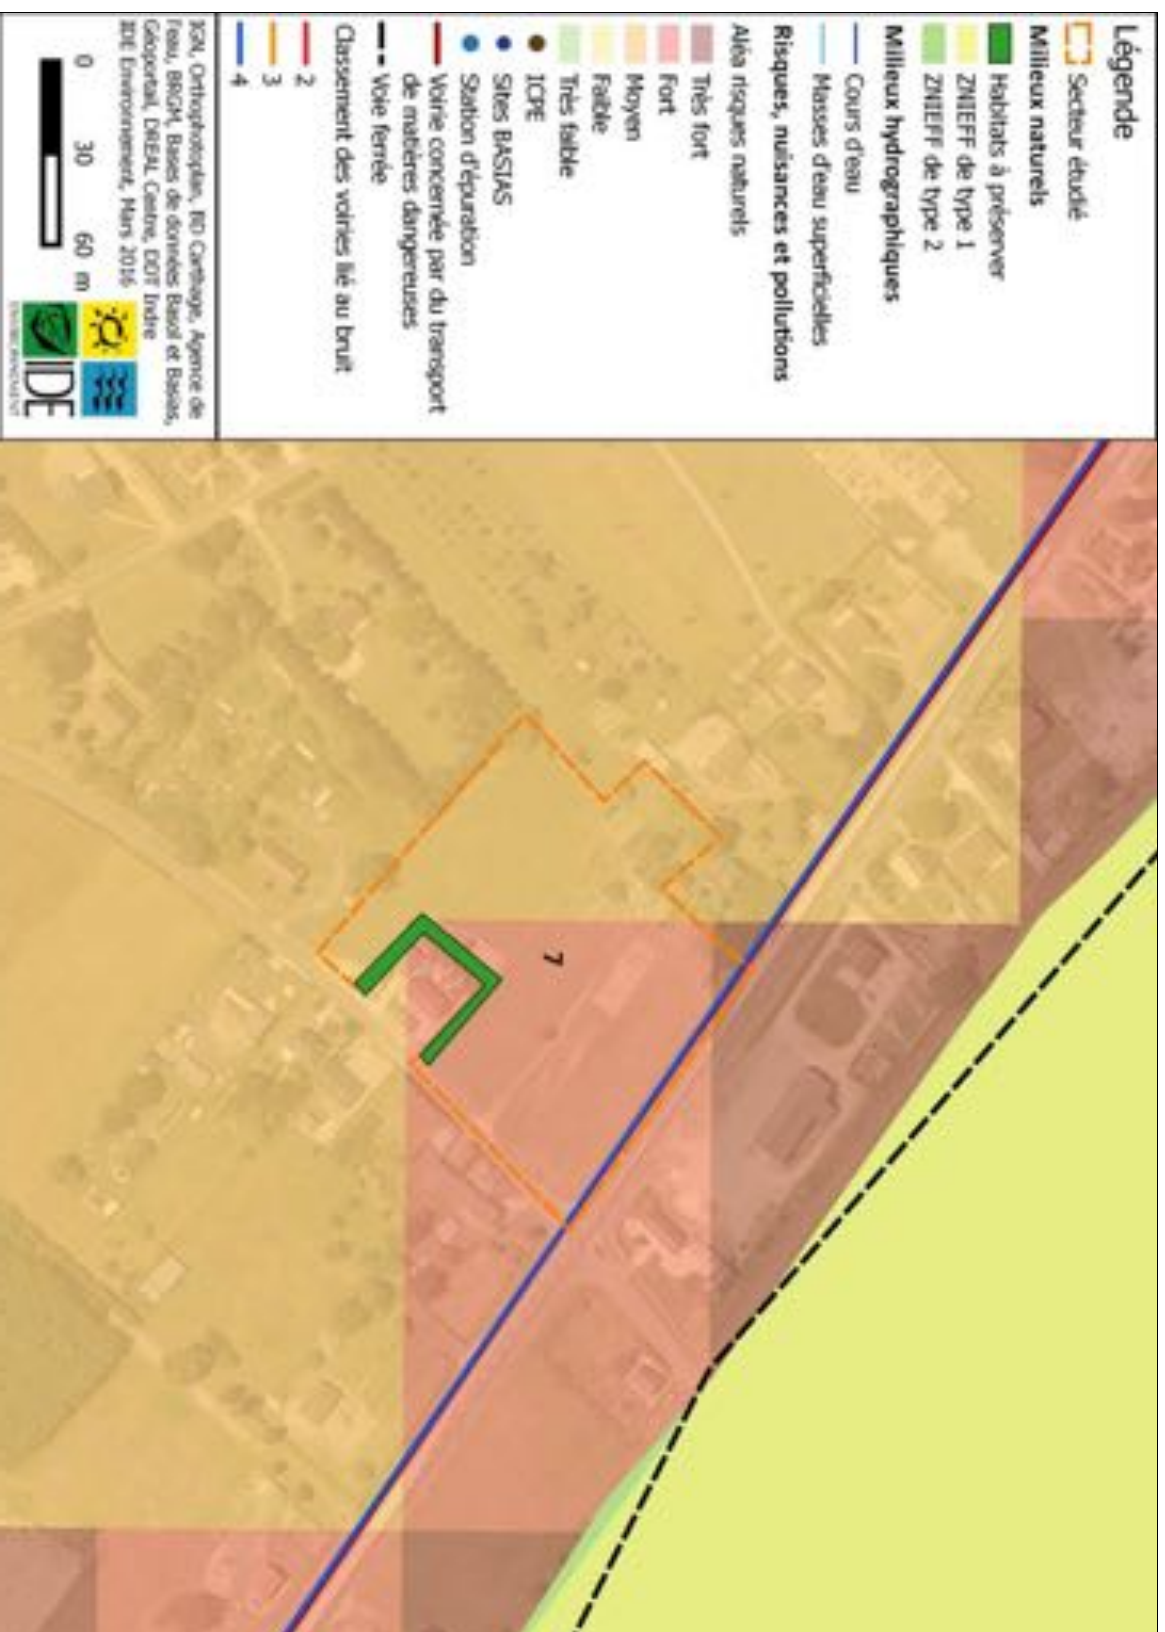 Légende
Secteur étudié
Milieux naturels
Habitats à préserver
ZNIEFF de type 1
ZNIEFF de type 2
Milieux hydrographiques
Cours d'eau
Masses d'eau superficielles
Risques, nuisances et pollutions
Aléa risques naturels
Très fort
Fort
Moyen
Faible
Très faible
ICPE
Sites BASIAS
Station d'épuration
Voirie concernée par du transport
de matières dangereuses
Voie ferrée
Classement des voiries lié au bruit
2
3
4
IGN, Orthophotoplan, BD Carthage, Agence de
l'eau, BRGM, Bases de données Basol et Basias,
Géoportail, DREAL Centre, DDT Indre
IDE Environnement, Mars 2016
0 30 60 m
IDE
ENVIRONNEMENT
7